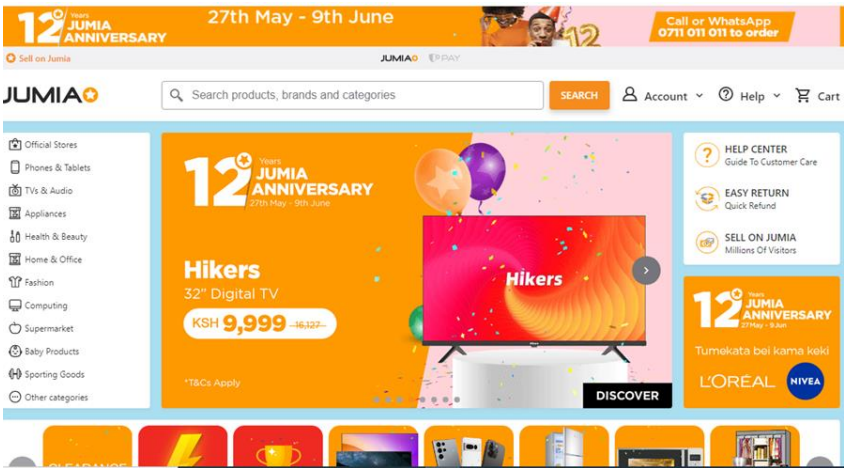 12 Years
JUMIA
ANNIVERSARY
27th May - 9th June
Call or WhatsApp
0711 011 011 to order
12
Sell on Jumia
JUMIA
PAY
JUMIA
Search products, brands and categories
SEARCH
Account
Help
Cart
Official Stores
Phones & Tablets
TVs & Audio
Appliances
Health & Beauty
Home & Office
Fashion
Computing
Supermarket
Baby Products
Sporting Goods
Other categories
12 Years
JUMIA
ANNIVERSARY
27th May - 9th June
Hikers
32" Digital TV
KSH 9,999 16,127
*T&Cs Apply
Hikers
DISCOVER
HELP CENTER
Guide To Customer Care
EASY RETURN
Quick Refund
SELL ON JUMIA
Millions Of Visitors
12 Years
JUMIA
ANNIVERSARY
27May - 9Jun
Tumekata bei kama keki
L'ORÉAL
NIVEA
CLEARANCE